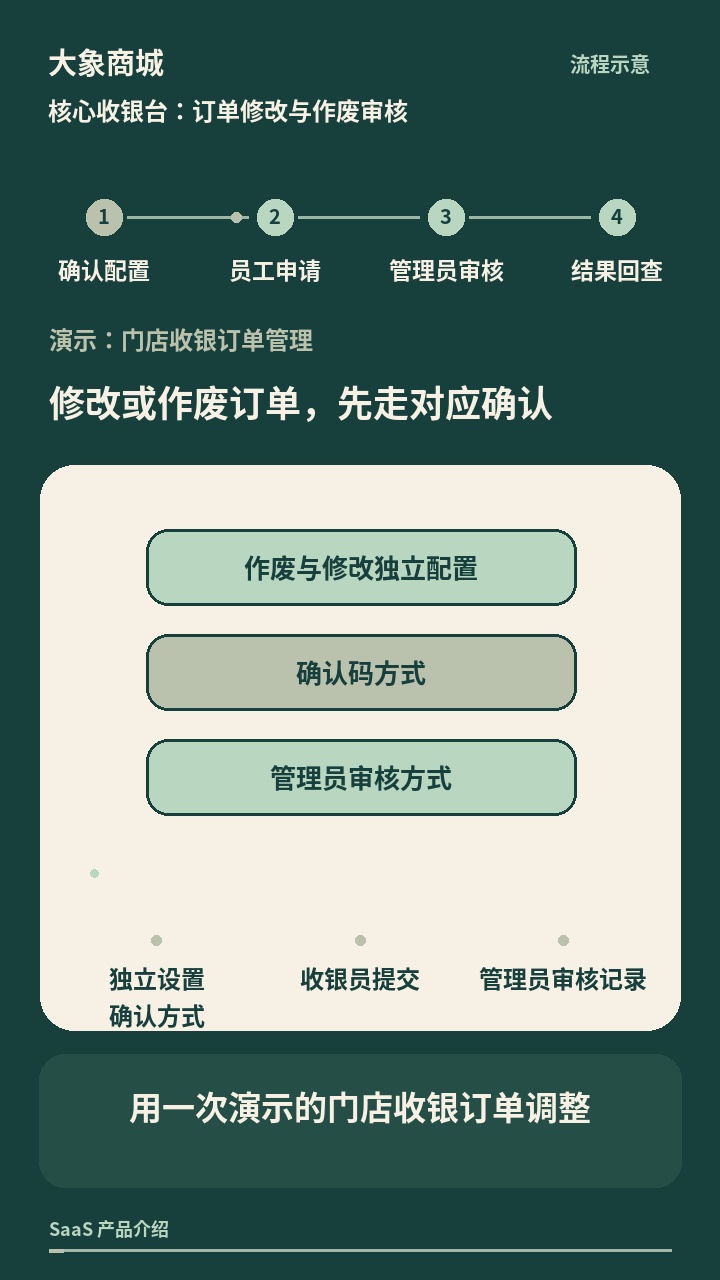 大象商城
流程示意
核心收银台：订单修改与作废审核
1
2
3
4
确认配置
员工申请
管理员审核
结果回查
演示：门店收银订单管理
修改或作废订单，先走对应确认
作废与修改独立配置
确认码方式
管理员审核方式
独立设置
确认方式
收银员提交
管理员审核记录
用一次演示的门店收银订单调整
SaaS 产品介绍